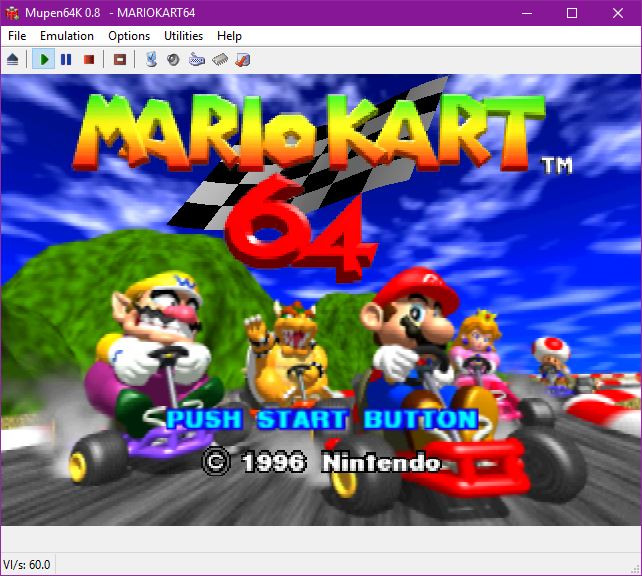 Mupen64K 0.8 - MARIOKART64
File Emulation Options Utilities Help
MARIO KART TM
64
PUSH START BUTTON
© 1996 Nintendo
VI/s: 60.0